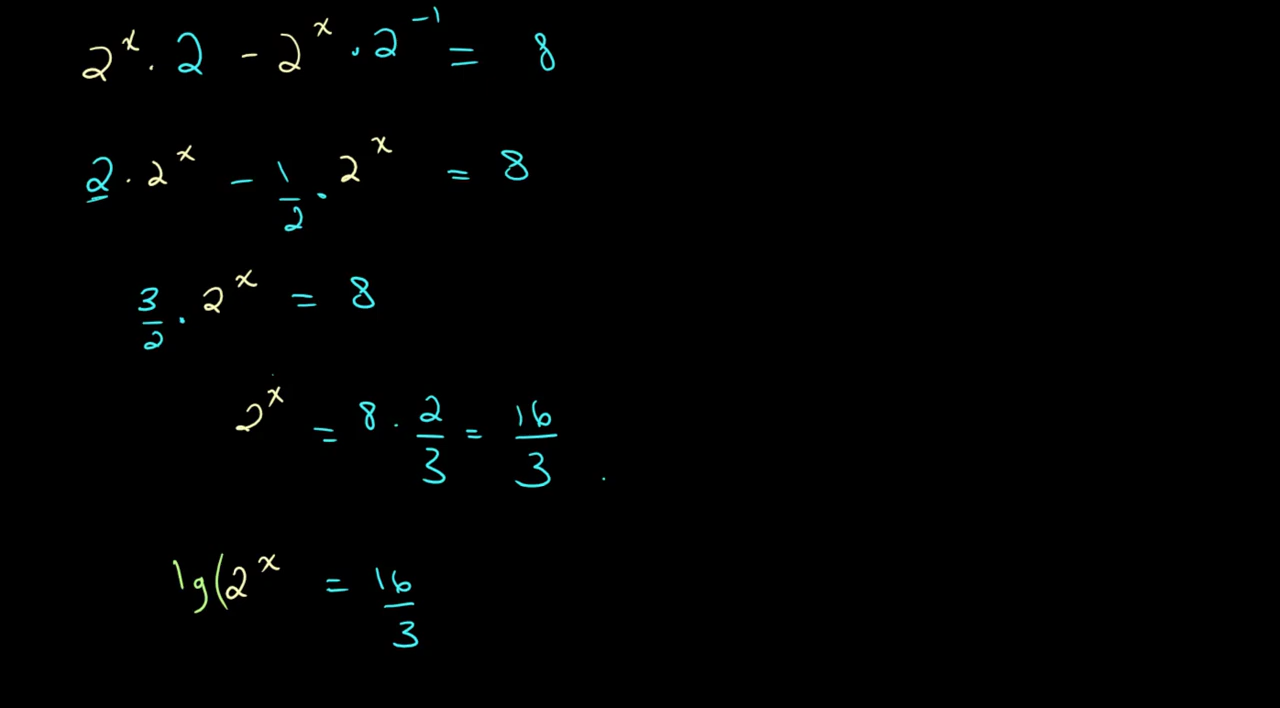 2^x · 2 - 2^x · 2^-1 = 8
2 · 2^x - 1/2 · 2^x = 8
3/2 · 2^x = 8
2^x = 8 · 2/3 = 16/3 .
lg(2^x = 16/3